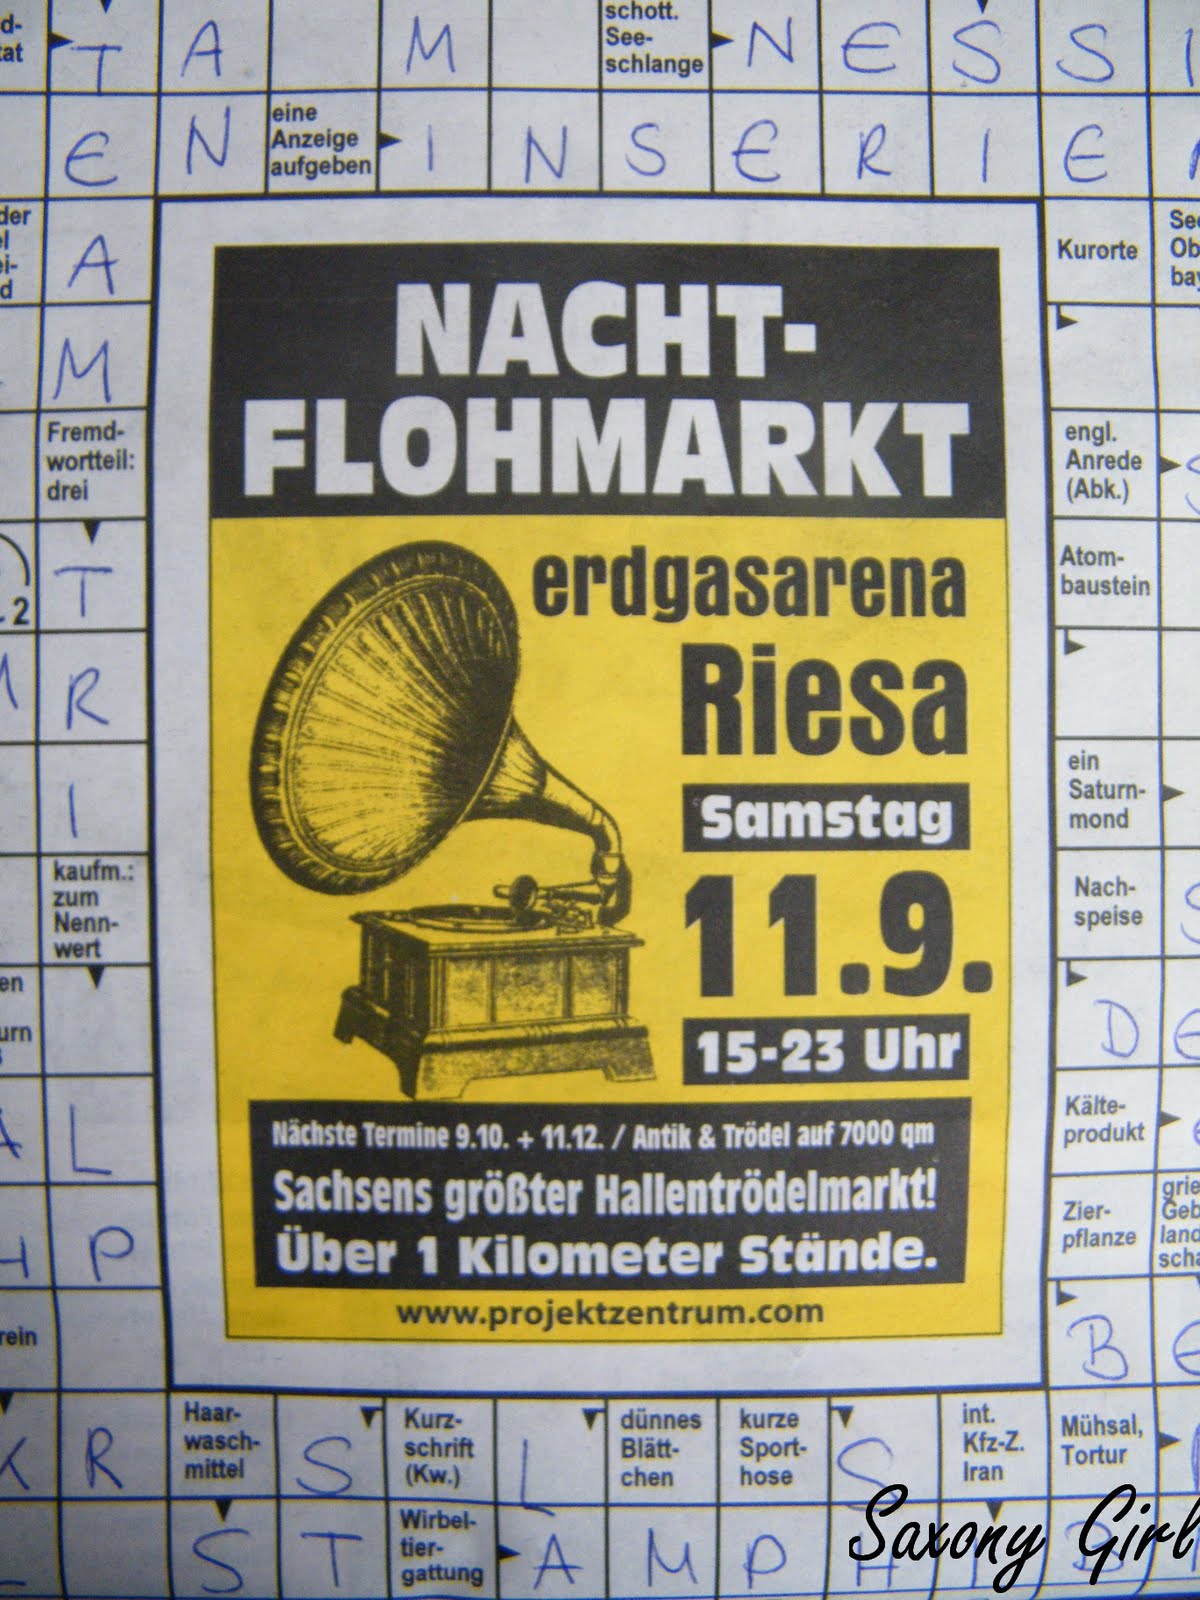 schott.
See-
schlange
T A M N E S S I
eine
Anzeige
aufgeben
E N I N S E R I E
A
M
Kurorte
Fremd-
wortteil:
drei
engl.
Anrede
(Abk.)
T
Atom-
baustein
R
I
ein
Saturn-
mond
kaufm.:
zum
Nenn-
wert
Nach-
speise
D E
L
Kälte-
produkt
P
Zier-
pflanze
B E
NACHT-
FLOHMARKT
erdgasarena
Riesa
Samstag
11.9.
15-23 Uhr
Nächste Termine 9.10. + 11.12. / Antik & Trödel auf 7000 qm
Sachsens größter Hallentrödelmarkt!
Über 1 Kilometer Stände.
www.projektzentrum.com
Haar-
wasch-
mittel
Kurz-
schrift
(Kw.)
dünnes
Blätt-
chen
kurze
Sport-
hose
int.
Kfz-Z.
Iran
Mühsal,
Tortur
K R S L S
Wirbel-
tier-
gattung
S T A M P H I B
Saxony Girl